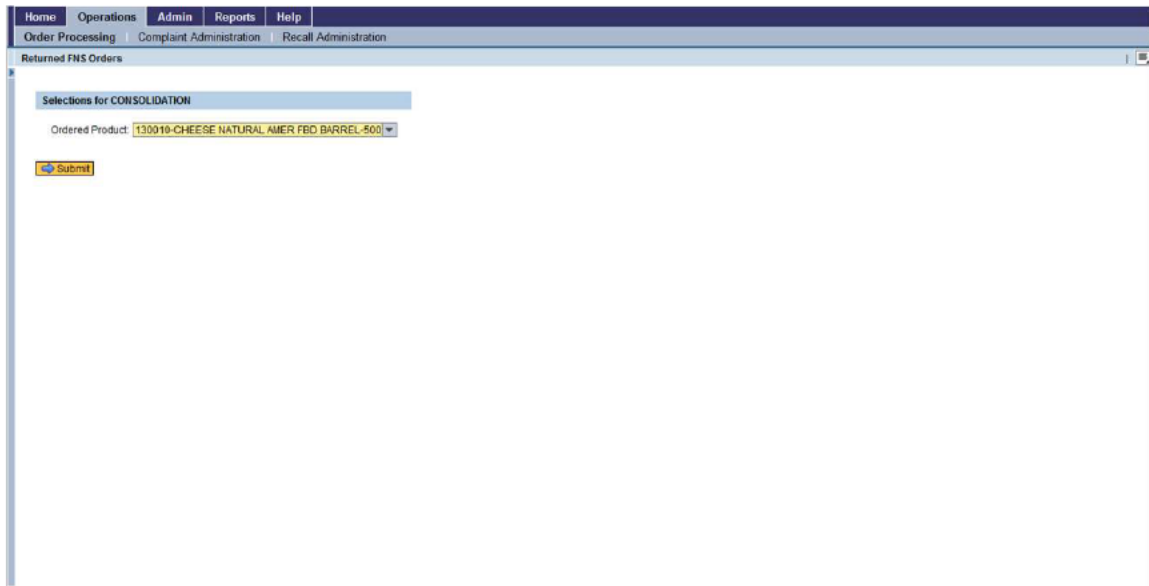 Home Operations Admin Reports Help
Order Processing Complaint Administration Recall Administration
Returned FNS Orders
Selections for CONSOLIDATION
Ordered Product: 130010-CHEESE NATURAL AMER FBD BARREL-500
Submit